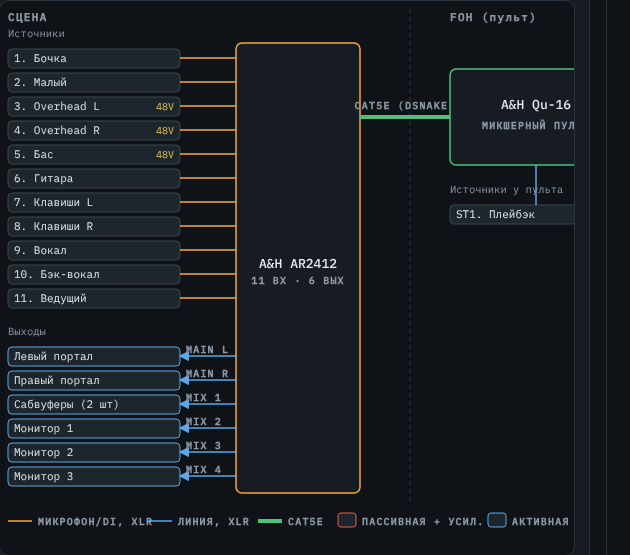 СЦЕНА
Источники
1. Бочка
2. Малый
3. Overhead L 48V
4. Overhead R 48V
5. Бас 48V
6. Гитара
7. Клавиши L
8. Клавиши R
9. Вокал
10. Бэк-вокал
11. Ведущий
Выходы
Левый портал
Правый портал
Сабвуферы (2 шт)
Монитор 1
Монитор 2
Монитор 3
MAIN L
MAIN R
MIX 1
MIX 2
MIX 3
MIX 4
A&H AR2412
11 ВХ · 6 ВЫХ
CAT5E (DSNAKE
FOH (пульт)
A&H Qu-16
МИКШЕРНЫЙ ПУЛ
Источники у пульта
ST1. Плейбэк
МИКРОФОН/DI, XLR
ЛИНИЯ, XLR
CAT5E
ПАССИВНАЯ + УСИЛ.
АКТИВНАЯ